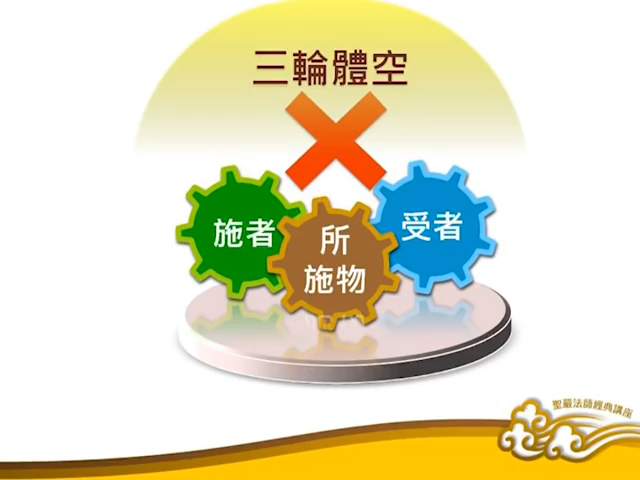 三輪體空
施者
所
施物
受者
聖嚴法師經典講座